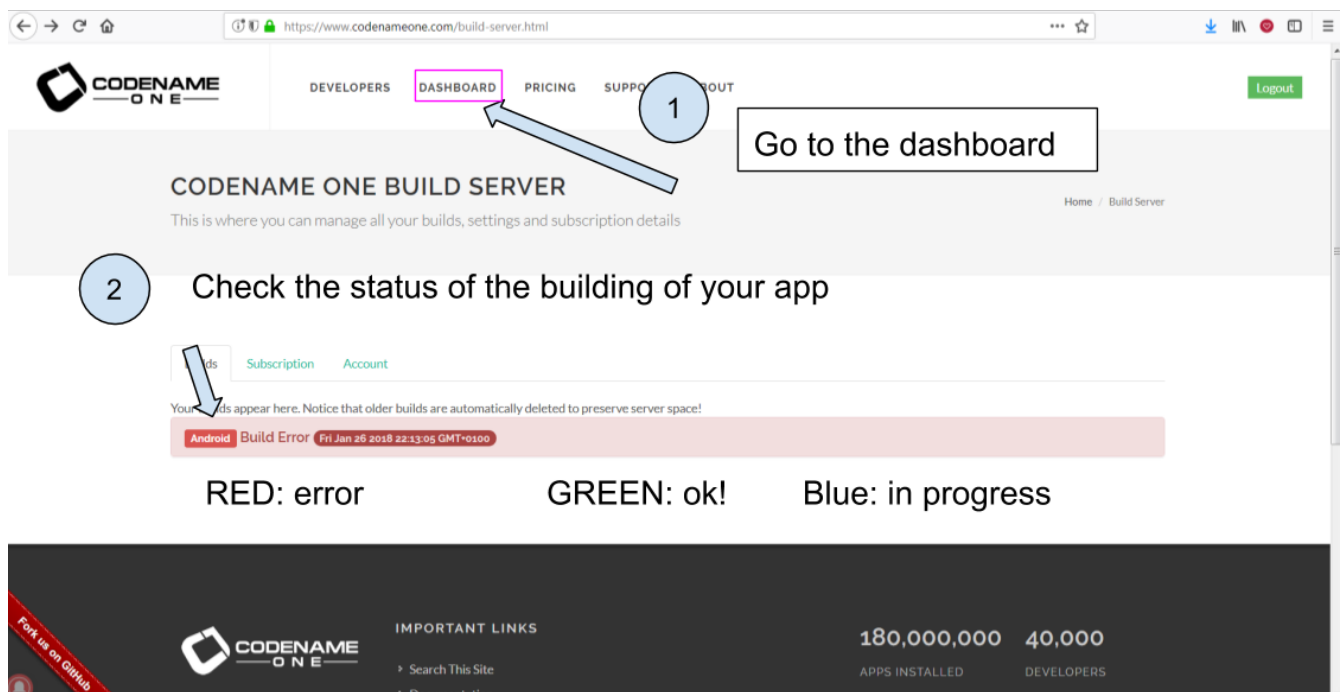 https://www.codenameone.com/build-server.html
CODENAME
ONE
DEVELOPERS DASHBOARD PRICING SUPPO BOUT
Logout
1
Go to the dashboard
CODENAME ONE BUILD SERVER
This is where you can manage all your builds, settings and subscription details
Home / Build Server
2
Check the status of the building of your app
ds Subscription Account
Your ds appear here. Notice that older builds are automatically deleted to preserve server space!
Android Build Error Fri Jan 26 2018 22:13:05 GMT+0100
RED: error GREEN: ok! Blue: in progress
Fork us on GitHub
CODENAME
ONE
IMPORTANT LINKS
Search This Site
180,000,000 40,000
APPS INSTALLED DEVELOPERS